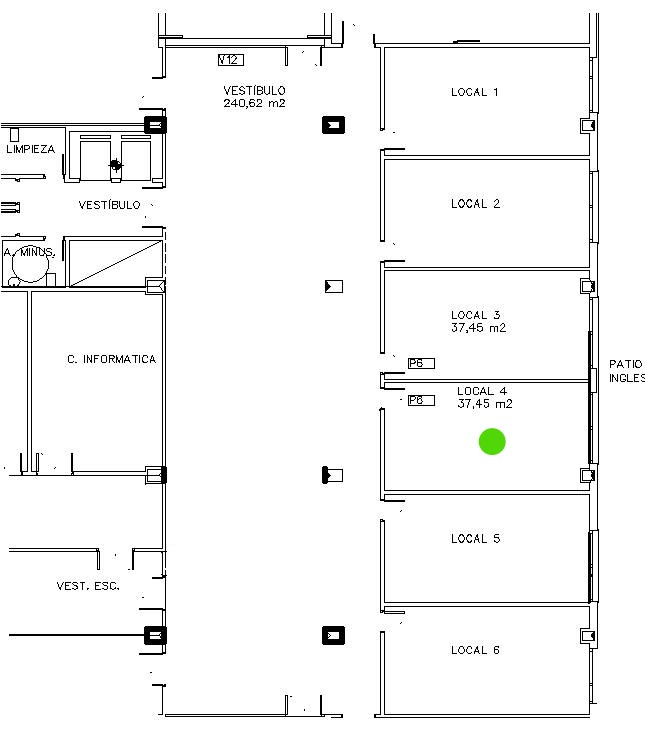 V12
VESTÍBULO
240,62 m2
LOCAL 1
LIMPIEZA
VESTÍBULO
LOCAL 2
A. MINUS.
LOCAL 3
37,45 m2
C. INFORMATICA
P6
PATIO
INGLES
LOCAL 4
37,45 m2
P6
LOCAL 5
VEST. ESC.
LOCAL 6